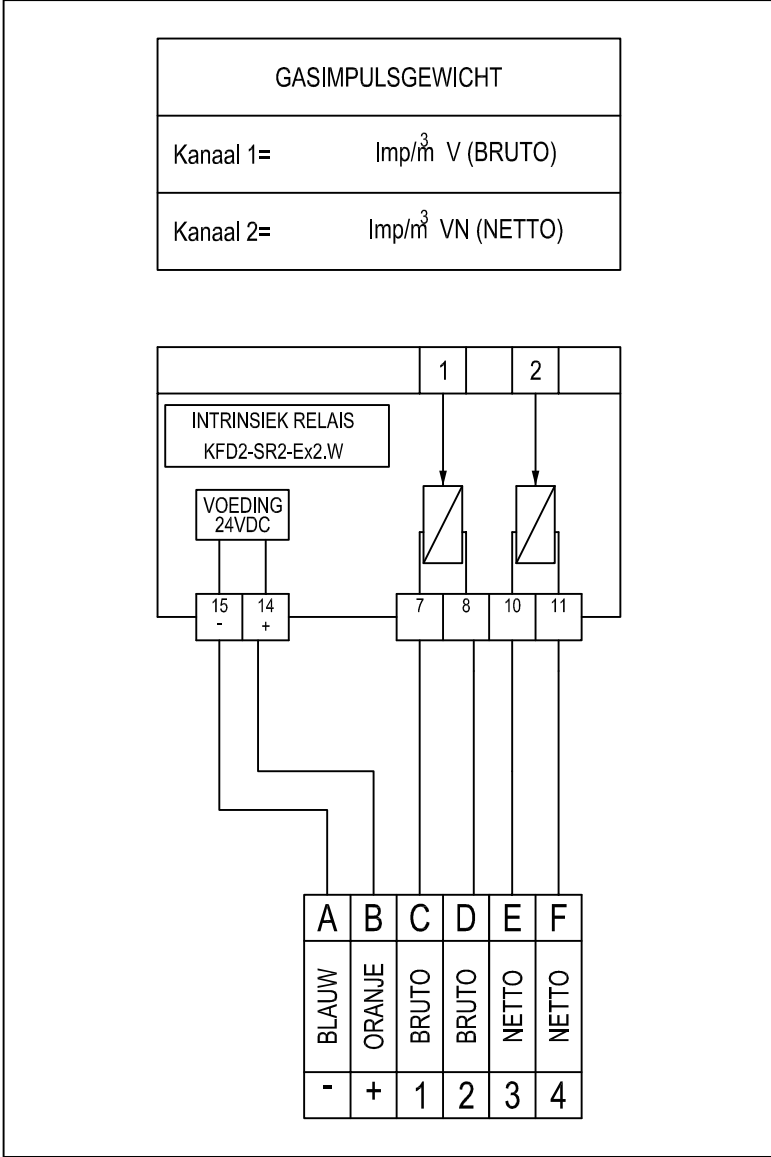 GASIMPULSGEWICHT
Kanaal 1= Imp/m³ V (BRUTO)
Kanaal 2= Imp/m³ VN (NETTO)
1 2
INTRINSIEK RELAIS
KFD2-SR2-Ex2.W
VOEDING
24VDC
15 14 7 8 10 11
- +
A B C D E F
BLAUW ORANJE BRUTO BRUTO NETTO NETTO
- + 1 2 3 4